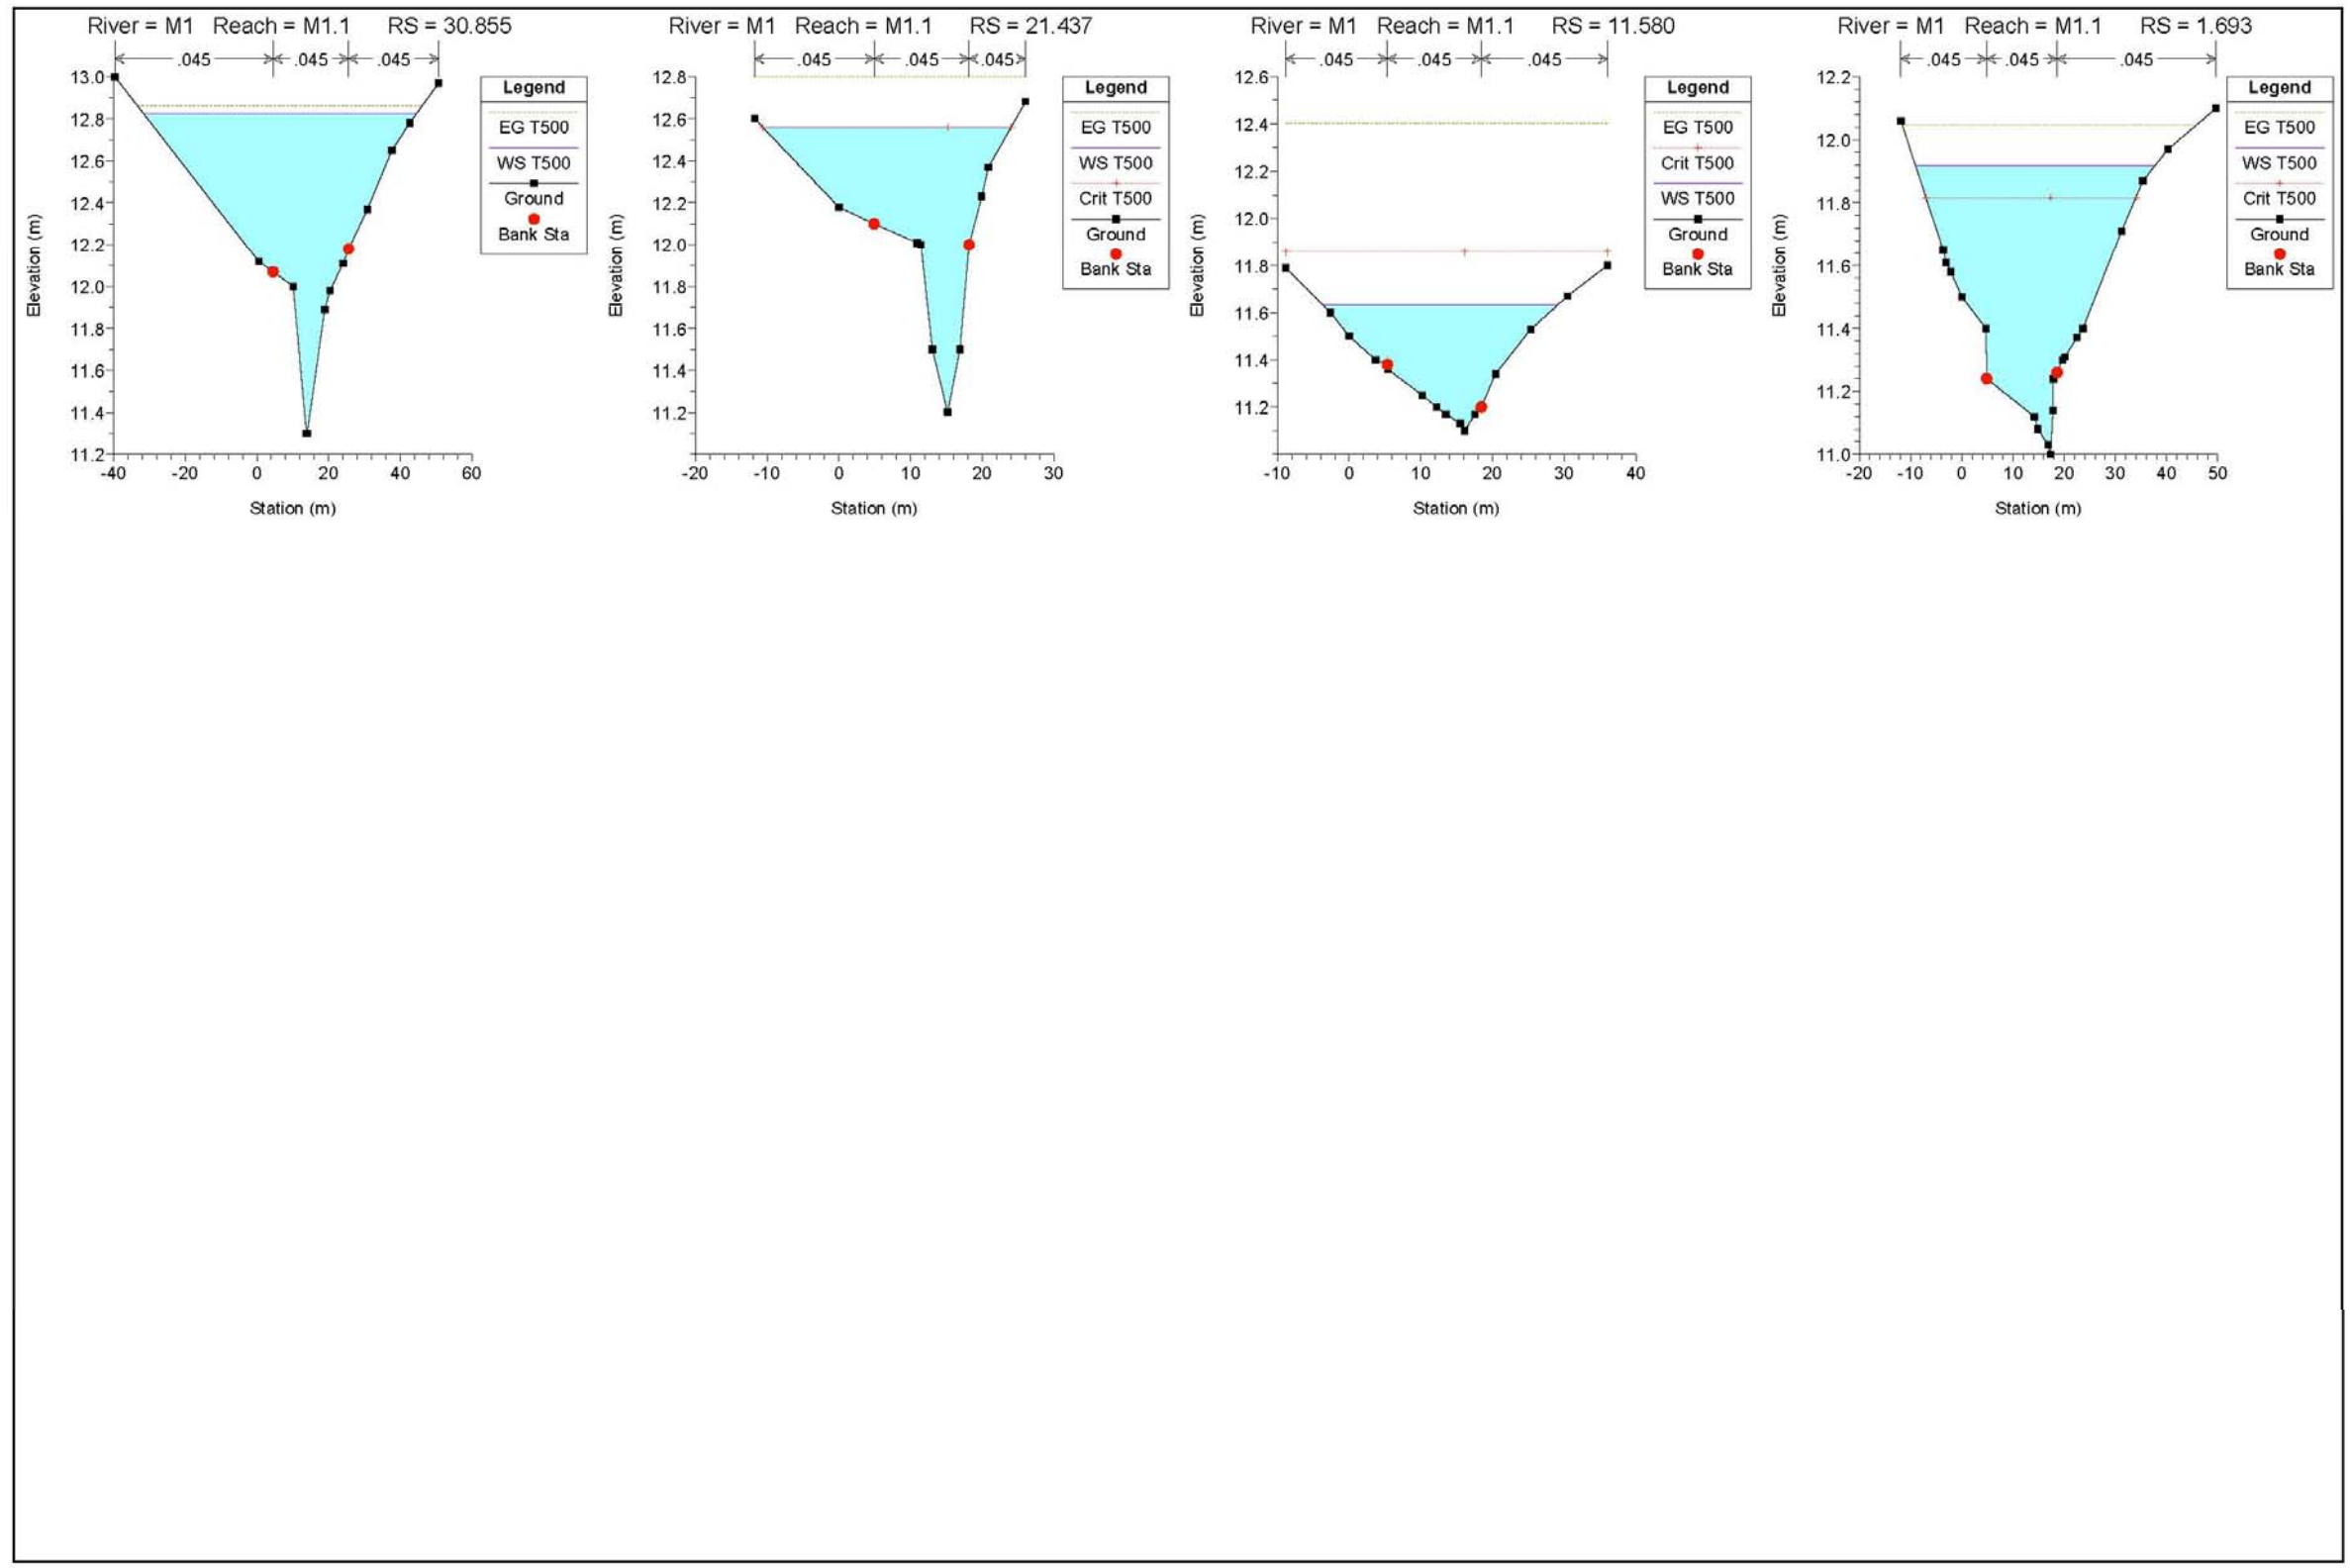 River = M1 Reach = M1.1 RS = 30.855
.045 .045 .045
13.0
12.8
12.6
12.4
12.2
12.0
11.8
11.6
11.4
11.2
-40 -20 0 20 40 60
Station (m)
Elevation (m)
Legend
EG T500
WS T500
Ground
Bank Sta
River = M1 Reach = M1.1 RS = 21.437
.045 .045 .045
12.8
12.6
12.4
12.2
12.0
11.8
11.6
11.4
11.2
-20 -10 0 10 20 30
Station (m)
Elevation (m)
Legend
EG T500
WS T500
Crit T500
Ground
Bank Sta
River = M1 Reach = M1.1 RS = 11.580
.045 .045 .045
12.6
12.4
12.2
12.0
11.8
11.6
11.4
11.2
-10 0 10 20 30 40
Station (m)
Elevation (m)
Legend
EG T500
Crit T500
WS T500
Ground
Bank Sta
River = M1 Reach = M1.1 RS = 1.693
.045 .045 .045
12.2
12.0
11.8
11.6
11.4
11.2
11.0
-20 -10 0 10 20 30 40 50
Station (m)
Elevation (m)
Legend
EG T500
WS T500
Crit T500
Ground
Bank Sta